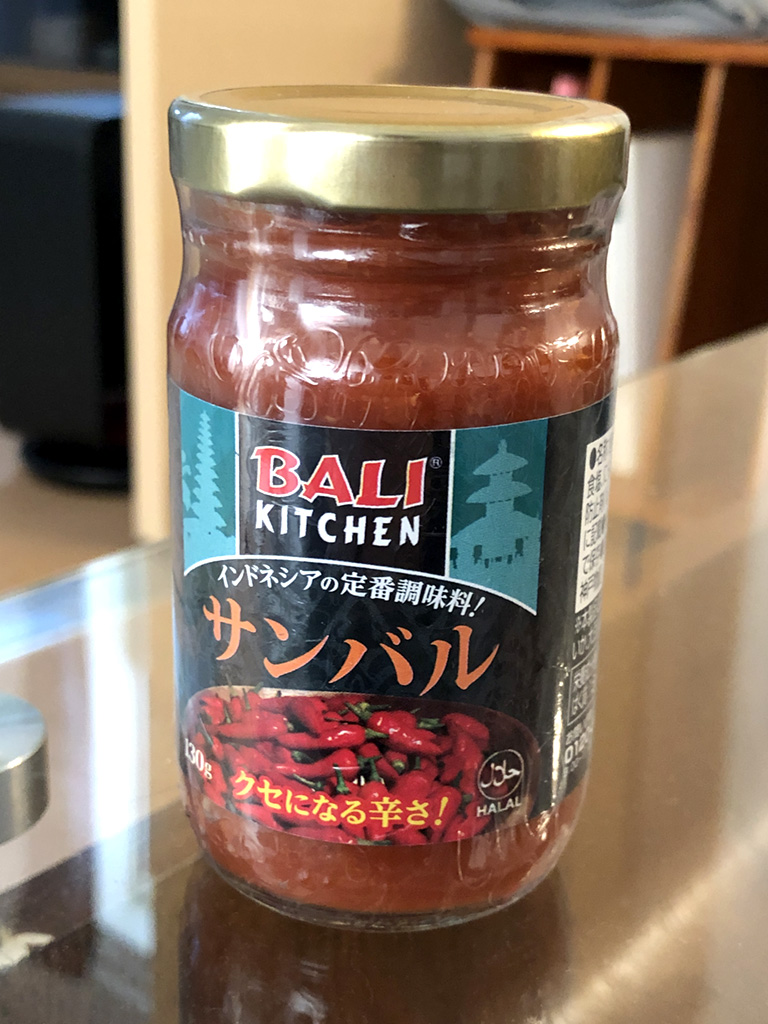 BALI®
KITCHEN
インドネシアの定番調味料!
サンバル
130g
クセになる辛さ!
حلال
HALAL